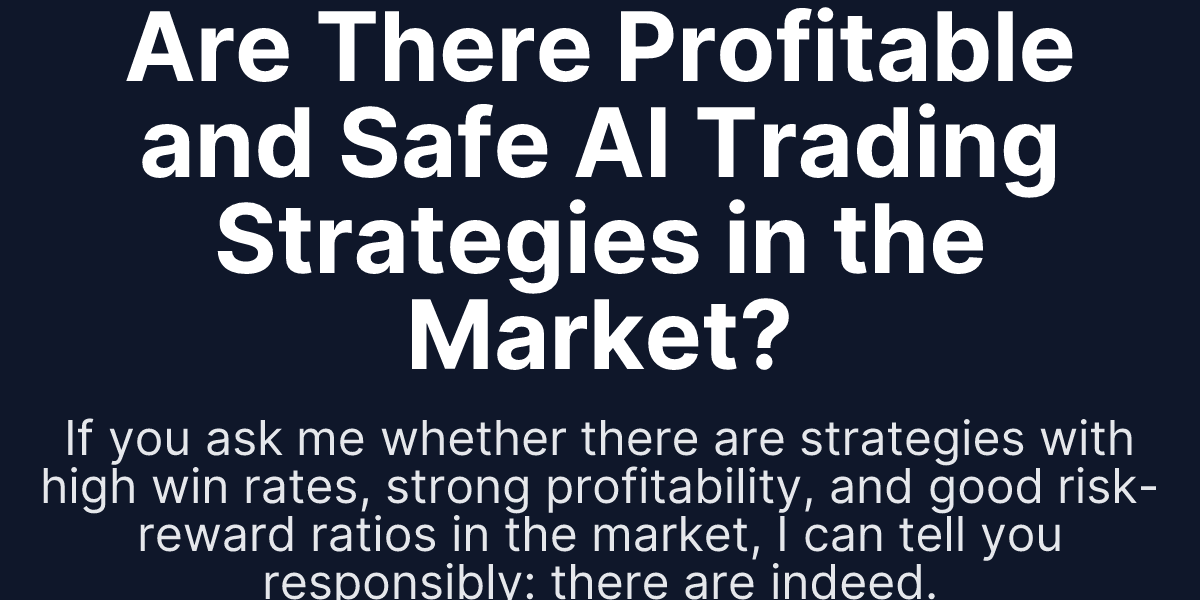 Are There Profitable
and Safe AI Trading
Strategies in the
Market?
If you ask me whether there are strategies with
high win rates, strong profitability, and good risk-
reward ratios in the market, I can tell you
responsibly: there are indeed.